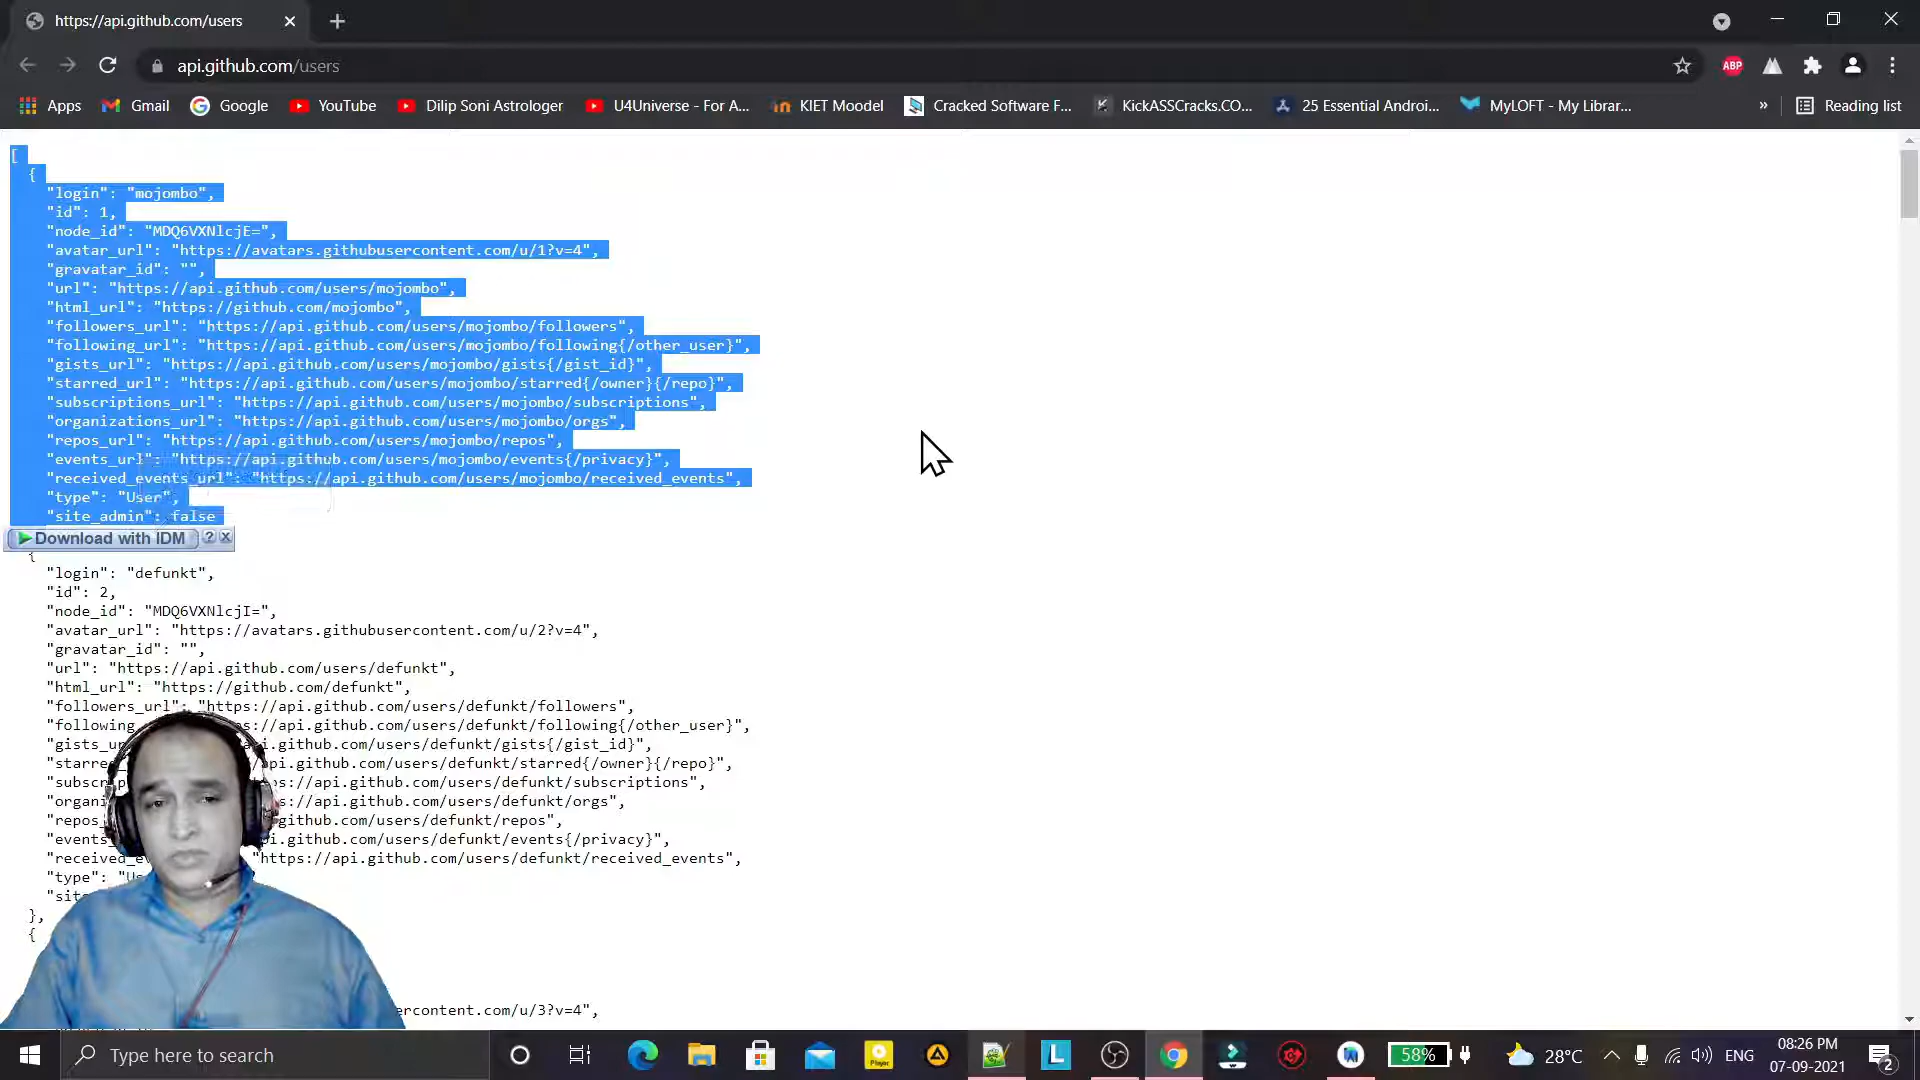 https://api.github.com/users
api.github.com/users
ABP
Apps
Gmail
Google
YouTube
Dilip Soni Astrologer
U4Universe - For A...
KIET Moodel
Cracked Software F...
KickASSCracks.CO...
25 Essential Androi...
MyLOFT - My Librar...
»
Reading list
[
{
"login": "mojombo",
"id": 1,
"node_id": "MDQ6VXNlcjE=",
"avatar_url": "https://avatars.githubusercontent.com/u/1?v=4",
"gravatar_id": "",
"url": "https://api.github.com/users/mojombo",
"html_url": "https://github.com/mojombo",
"followers_url": "https://api.github.com/users/mojombo/followers",
"following_url": "https://api.github.com/users/mojombo/following{/other_user}",
"gists_url": "https://api.github.com/users/mojombo/gists{/gist_id}",
"starred_url": "https://api.github.com/users/mojombo/starred{/owner}{/repo}",
"subscriptions_url": "https://api.github.com/users/mojombo/subscriptions",
"organizations_url": "https://api.github.com/users/mojombo/orgs",
"repos_url": "https://api.github.com/users/mojombo/repos",
"events_url": "https://api.github.com/users/mojombo/events{/privacy}",
"received_events_url": "https://api.github.com/users/mojombo/received_events",
"type": "User",
"site_admin": false
Download with IDM
?
{
"login": "defunkt",
"id": 2,
"node_id": "MDQ6VXNlcjI=",
"avatar_url": "https://avatars.githubusercontent.com/u/2?v=4",
"gravatar_id": "",
"url": "https://api.github.com/users/defunkt",
"html_url": "https://github.com/defunkt",
"followers_url": "https://api.github.com/users/defunkt/followers",
"following s://api.github.com/users/defunkt/following{/other_user}",
"gists_ur i.github.com/users/defunkt/gists{/gist_id}",
"starred pi.github.com/users/defunkt/starred{/owner}{/repo}",
"subscrip s://api.github.com/users/defunkt/subscriptions",
"organi s://api.github.com/users/defunkt/orgs",
"repos_ github.com/users/defunkt/repos",
"events_ pi.github.com/users/defunkt/events{/privacy}",
"received_e "https://api.github.com/users/defunkt/received_events",
"type": "Us
"sit
},
{
ercontent.com/u/3?v=4",
Type here to search
Player
L
58%
28°C
ENG
08:26 PM
07-09-2021
2